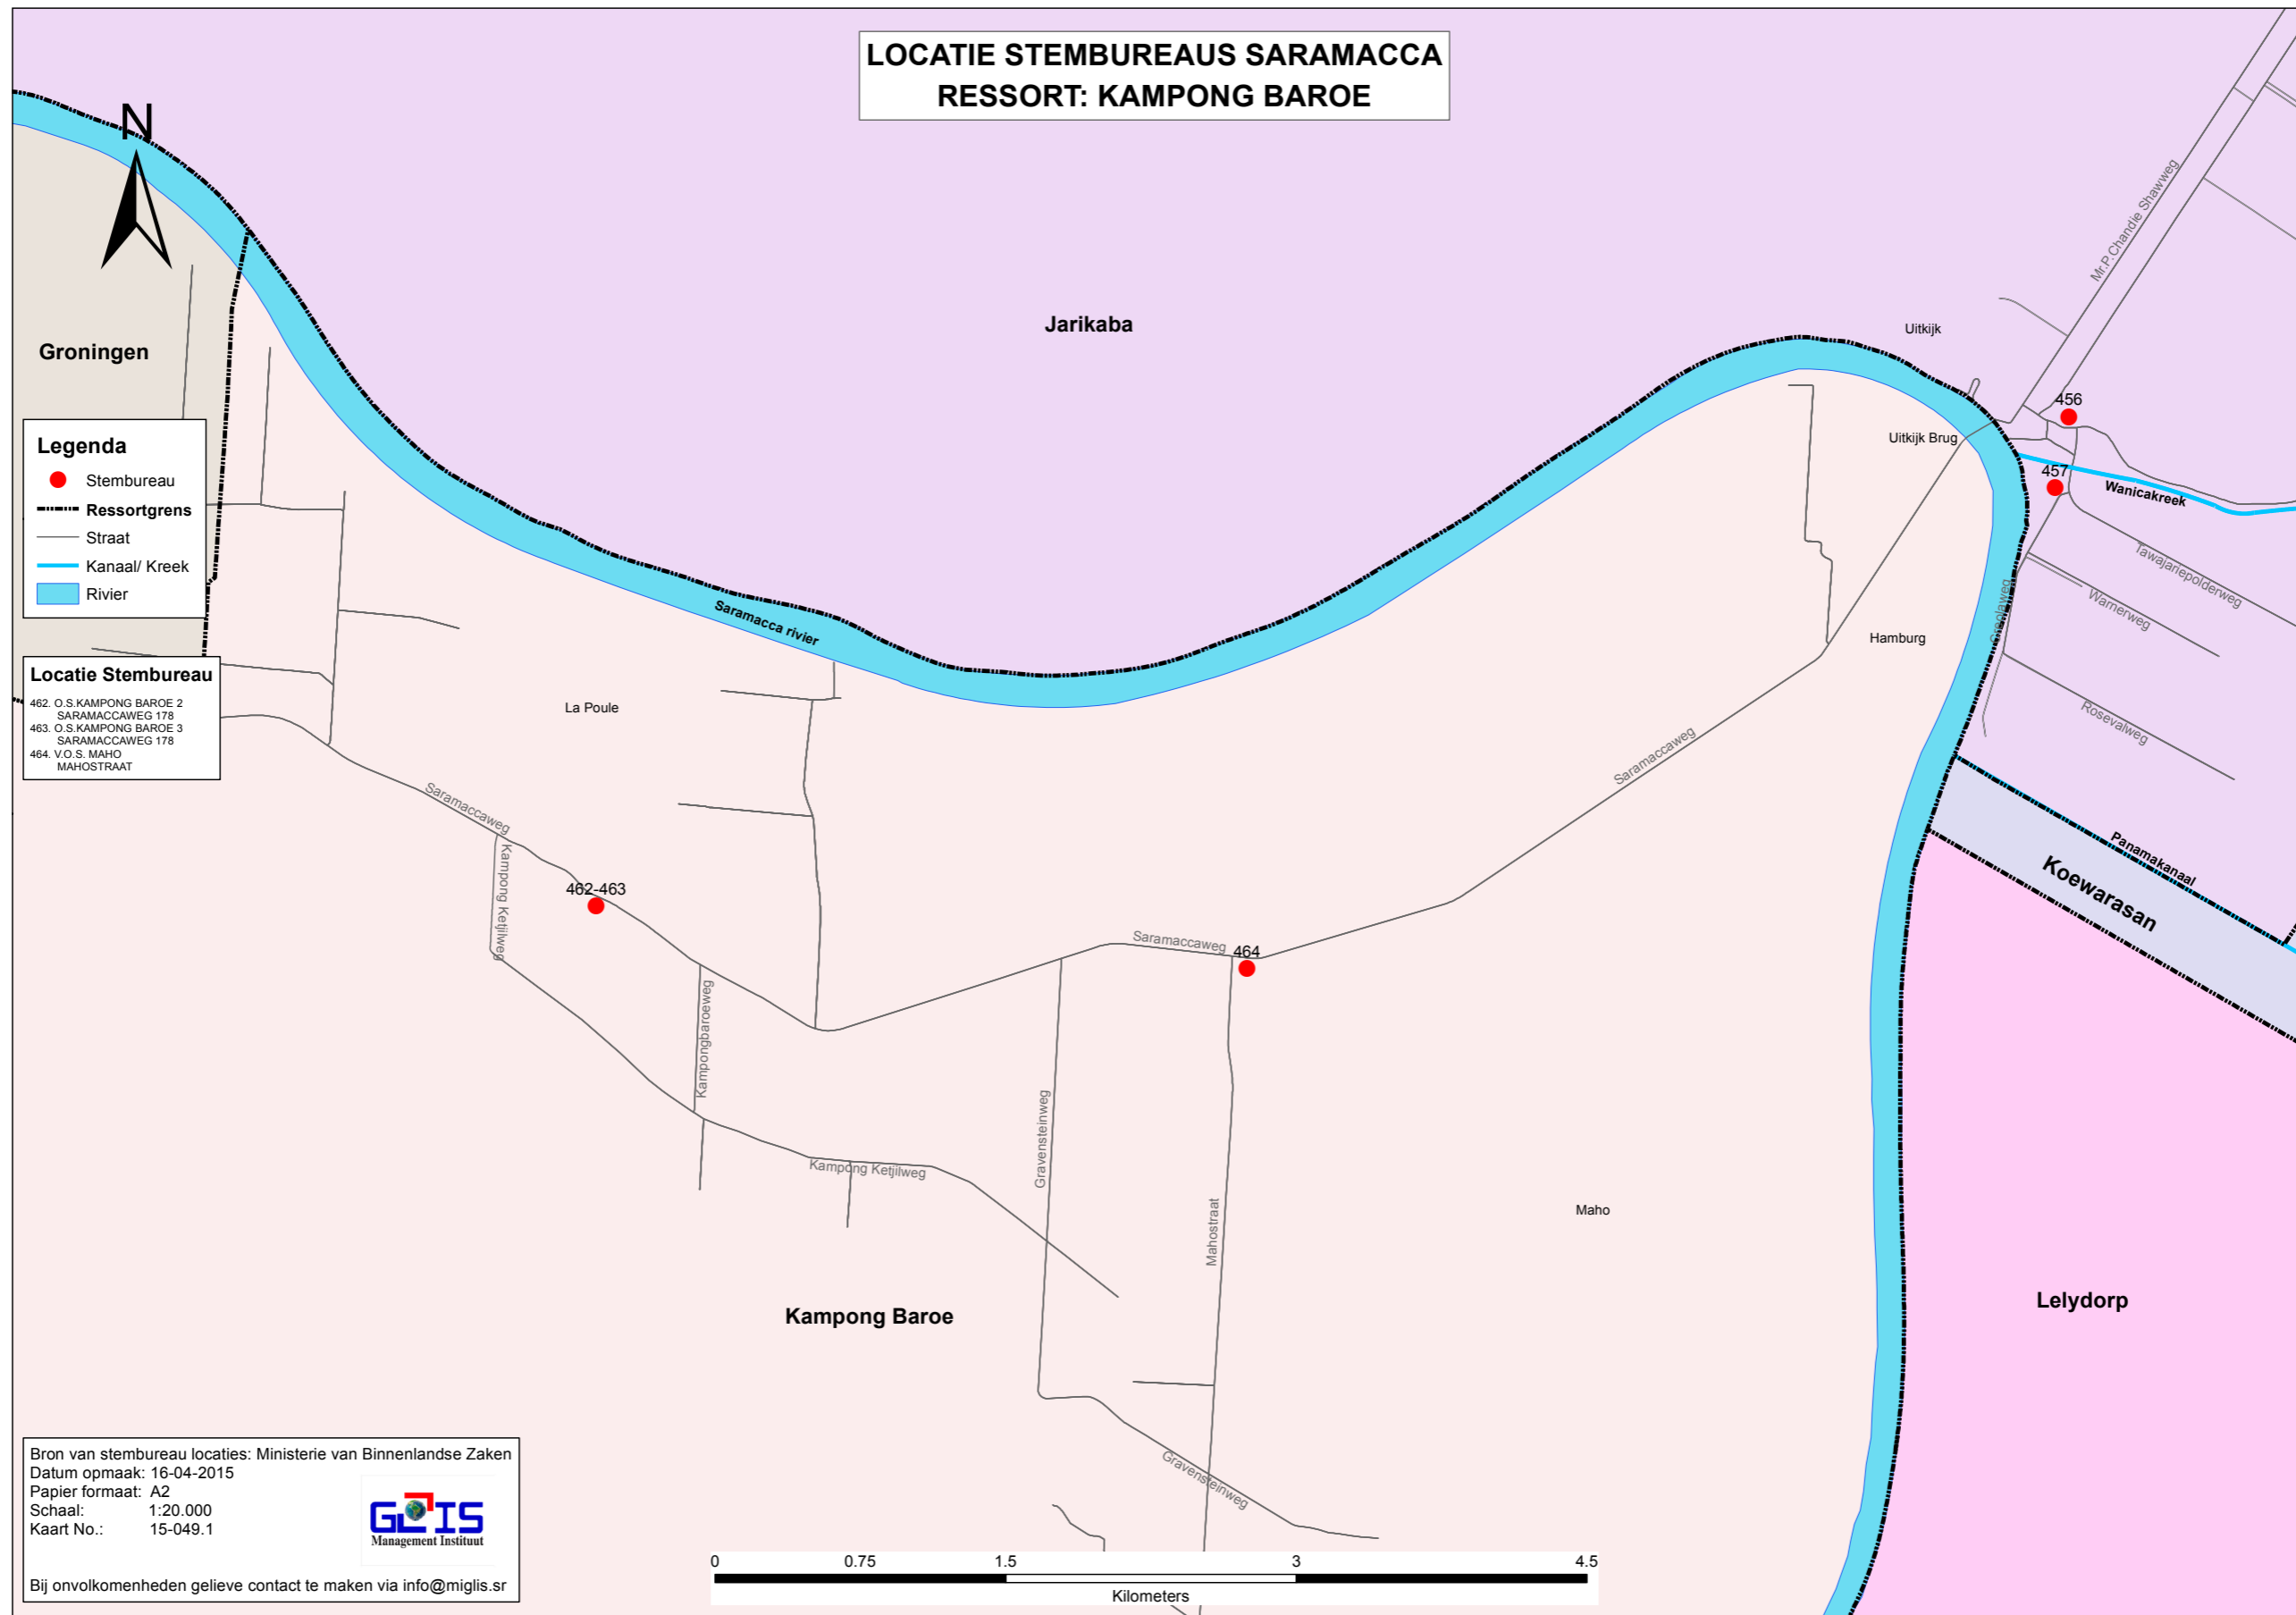 LOCATIE STEMBUREAUS SARAMACCA
RESSORT: KAMPONG BAROE
N
Mr.P.Chandie Shawweg
Jarikaba
Uitkijk
Groningen
456
Uitkijk Brug
457
Wanicakreek
Legenda
Stembureau
Ressortgrens
Straat
Kanaal/ Kreek
Rivier
Tawajariepolderweg
Warnerweg
Saramacca rivier
Hamburg
Locatie Stembureau
462. O.S.KAMPONG BAROE 2
SARAMACCAWEG 178
463. O.S.KAMPONG BAROE 3
SARAMACCAWEG 178
464. V.O.S. MAHO
MAHOSTRAAT
La Poule
Rosevalweg
Saramaccaweg
Saramaccaweg
Kampong Ketjilweg
462-463
Panamakanaal
Koewarasan
Saramaccaweg
464
Kampongbaroeweg
Gravensteinweg
Kampong Ketjilweg
Mahostraat
Maho
Kampong Baroe
Lelydorp
Gravensteinweg
Bron van stembureau locaties: Ministerie van Binnenlandse Zaken
Datum opmaak: 16-04-2015
Papier formaat: A2
Schaal: 1:20.000
Kaart No.: 15-049.1
GLIS
Management Instituut
Bij onvolkomenheden gelieve contact te maken via info@miglis.sr
0 0.75 1.5 3 4.5
Kilometers